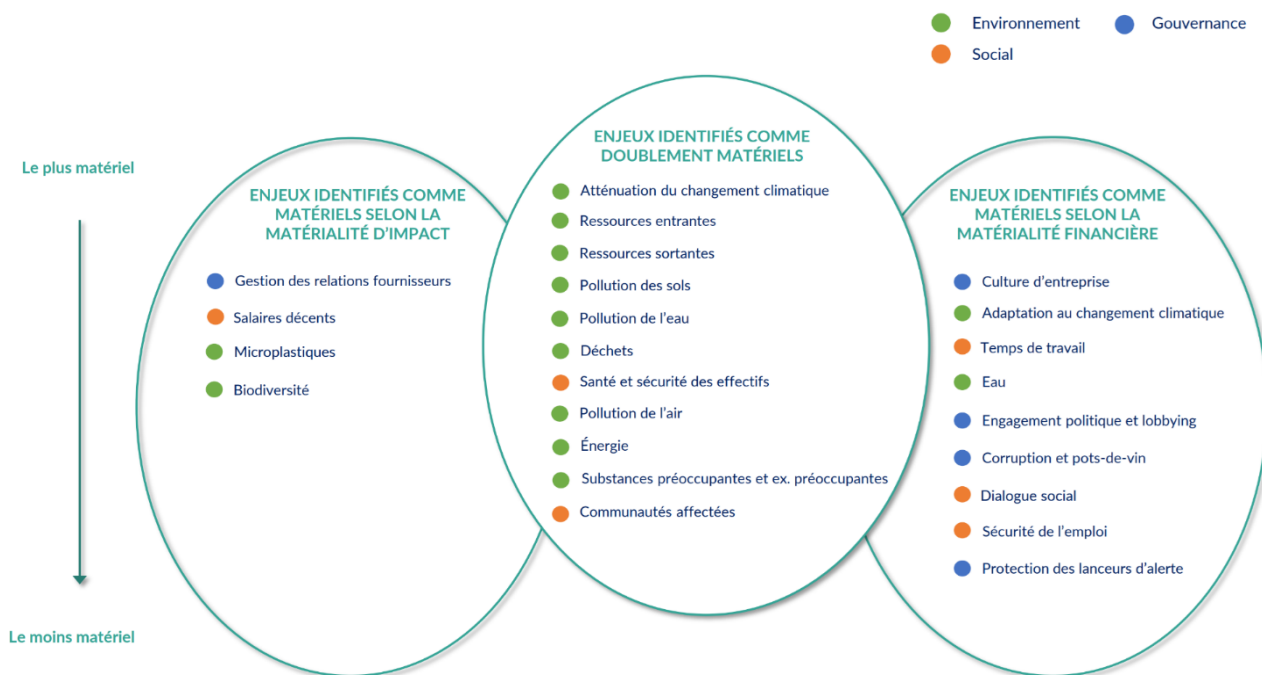 Environnement
Gouvernance
Social
Le plus matériel
Le moins matériel
ENJEUX IDENTIFIÉS COMME
MATÉRIELS SELON LA
MATÉRIALITÉ D'IMPACT
Gestion des relations fournisseurs
Salaires décents
Microplastiques
Biodiversité
ENJEUX IDENTIFIÉS COMME
DOUBLEMENT MATÉRIELS
Atténuation du changement climatique
Ressources entrantes
Ressources sortantes
Pollution des sols
Pollution de l'eau
Déchets
Santé et sécurité des effectifs
Pollution de l'air
Énergie
Substances préoccupantes et ex. préoccupantes
Communautés affectées
ENJEUX IDENTIFIÉS COMME
MATÉRIELS SELON LA
MATÉRIALITÉ FINANCIÈRE
Culture d'entreprise
Adaptation au changement climatique
Temps de travail
Eau
Engagement politique et lobbying
Corruption et pots-de-vin
Dialogue social
Sécurité de l'emploi
Protection des lanceurs d'alerte